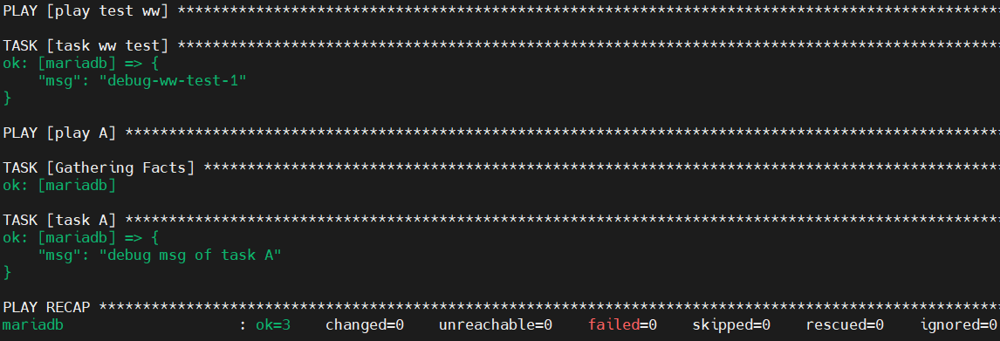 PLAY [play test ww] ***********************************************************************************************
TASK [task ww test] ***********************************************************************************************
ok: [mariadb] => {
    "msg": "debug-ww-test-1"
}
PLAY [play A] *****************************************************************************************************
TASK [Gathering Facts] ********************************************************************************************
ok: [mariadb]
TASK [task A] *****************************************************************************************************
ok: [mariadb] => {
    "msg": "debug msg of task A"
}
PLAY RECAP ********************************************************************************************************
mariadb                    : ok=3    changed=0    unreachable=0    failed=0    skipped=0    rescued=0    ignored=0